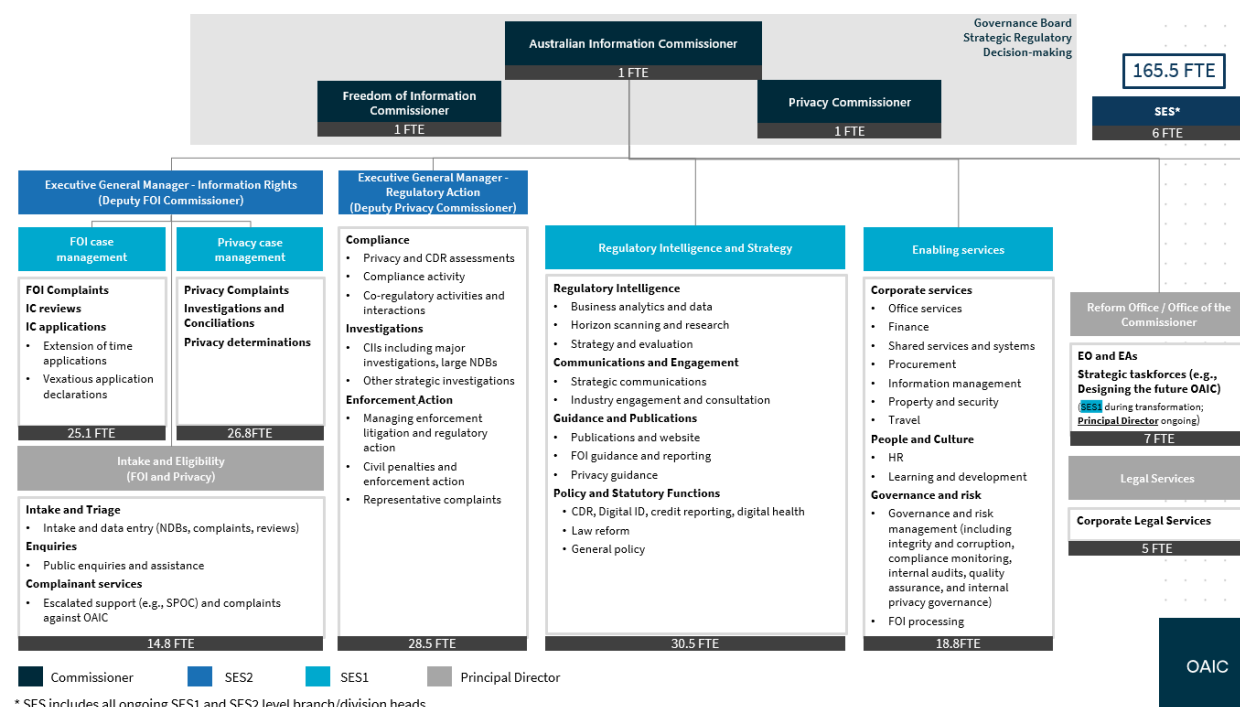 Governance Board
Strategic Regulatory
Decision-making
Australian Information Commissioner
1 FTE
Freedom of Information
Commissioner
1 FTE
Privacy Commissioner
1 FTE
165.5 FTE
SES*
6 FTE
Executive General Manager - Information Rights
(Deputy FOI Commissioner)
Executive General Manager -
Regulatory Action
(Deputy Privacy Commissioner)
FOI case
management
FOI Complaints
IC reviews
IC applications
• Extension of time
applications
• Vexatious application
declarations
25.1 FTE
Privacy case
management
Privacy Complaints
Investigations and
Conciliations
Privacy determinations
26.8FTE
Intake and Eligibility
(FOI and Privacy)
Intake and Triage
• Intake and data entry (NDBs, complaints, reviews)
Enquiries
• Public enquiries and assistance
Complainant services
• Escalated support (e.g., SPOC) and complaints
against OAIC
14.8 FTE
Compliance
• Privacy and CDR assessments
• Compliance activity
• Co-regulatory activities and
interactions
Investigations
• CIIs including major
investigations, large NDBs
• Other strategic investigations
Enforcement Action
• Managing enforcement
litigation and regulatory
action
• Civil penalties and
enforcement action
• Representative complaints
28.5 FTE
Regulatory Intelligence and Strategy
Regulatory Intelligence
• Business analytics and data
• Horizon scanning and research
• Strategy and evaluation
Communications and Engagement
• Strategic communications
• Industry engagement and consultation
Guidance and Publications
• Publications and website
• FOI guidance and reporting
• Privacy guidance
Policy and Statutory Functions
• CDR, Digital ID, credit reporting, digital health
• Law reform
• General policy
30.5 FTE
Enabling services
Corporate services
• Office services
• Finance
• Shared services and systems
• Procurement
• Information management
• Property and security
• Travel
People and Culture
• HR
• Learning and development
Governance and risk
• Governance and risk
management (including
integrity and corruption,
compliance monitoring,
internal audits, quality
assurance, and internal
privacy governance)
• FOI processing
18.8FTE
Reform Office / Office of the
Commissioner
EO and EAs
Strategic taskforces (e.g.,
Designing the future OAIC)
(SES1 during transformation;
Principal Director ongoing)
7 FTE
Legal Services
Corporate Legal Services
5 FTE
Commissioner
SES2
SES1
Principal Director
OAIC
* SES includes all ongoing SES1 and SES2 level branch/division heads